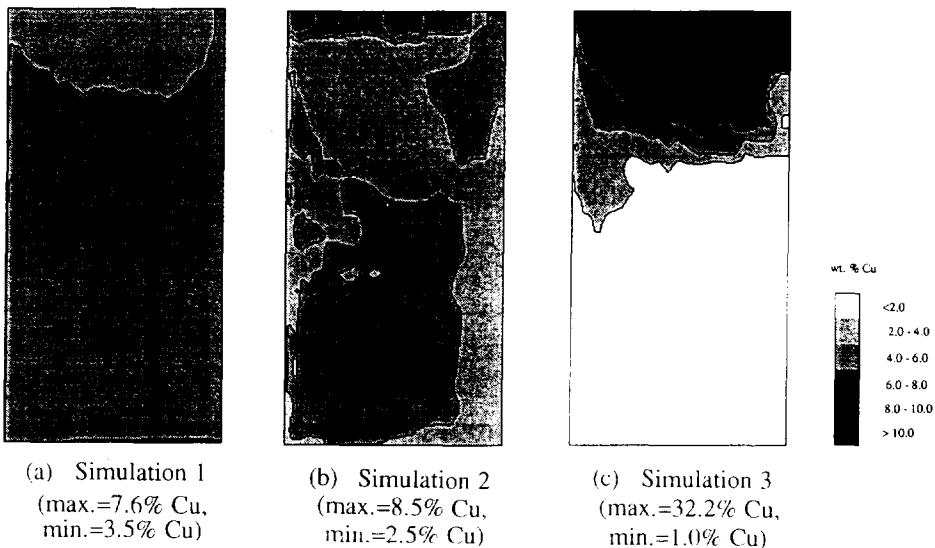 wt. % Cu
<2.0
2.0 - 4.0
4.0 - 6.0
6.0 - 8.0
8.0 - 10.0
> 10.0
(a) Simulation 1
(max.=7.6% Cu,
min.=3.5% Cu)
(b) Simulation 2
(max.=8.5% Cu,
min.=2.5% Cu)
(c) Simulation 3
(max.=32.2% Cu,
min.=1.0% Cu)